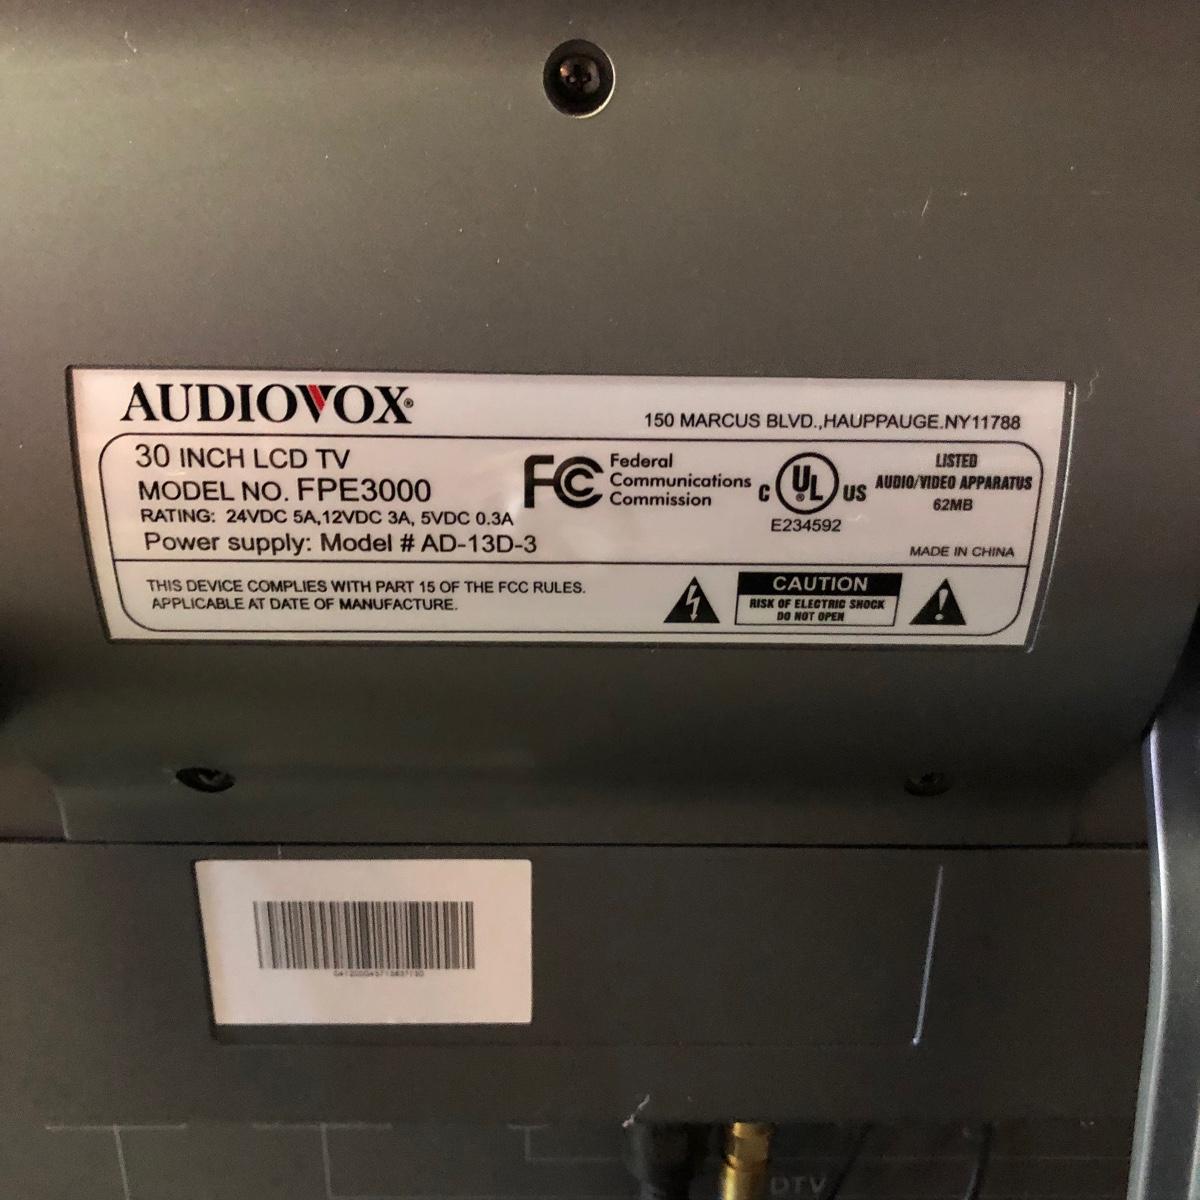 AUDIOVOX®
150 MARCUS BLVD.,HAUPPAUGE.NY11788
30 INCH LCD TV
MODEL NO. FPE3000
RATING: 24VDC 5A,12VDC 3A, 5VDC 0.3A
Power supply: Model # AD-13D-3
FC Federal
Communications
Commission
C UL® US
E234592
LISTED
AUDIO/VIDEO APPARATUS
62MB
MADE IN CHINA
THIS DEVICE COMPLIES WITH PART 15 OF THE FCC RULES.
APPLICABLE AT DATE OF MANUFACTURE.
CAUTION
RISK OF ELECTRIC SHOCK
DO NOT OPEN
DTV